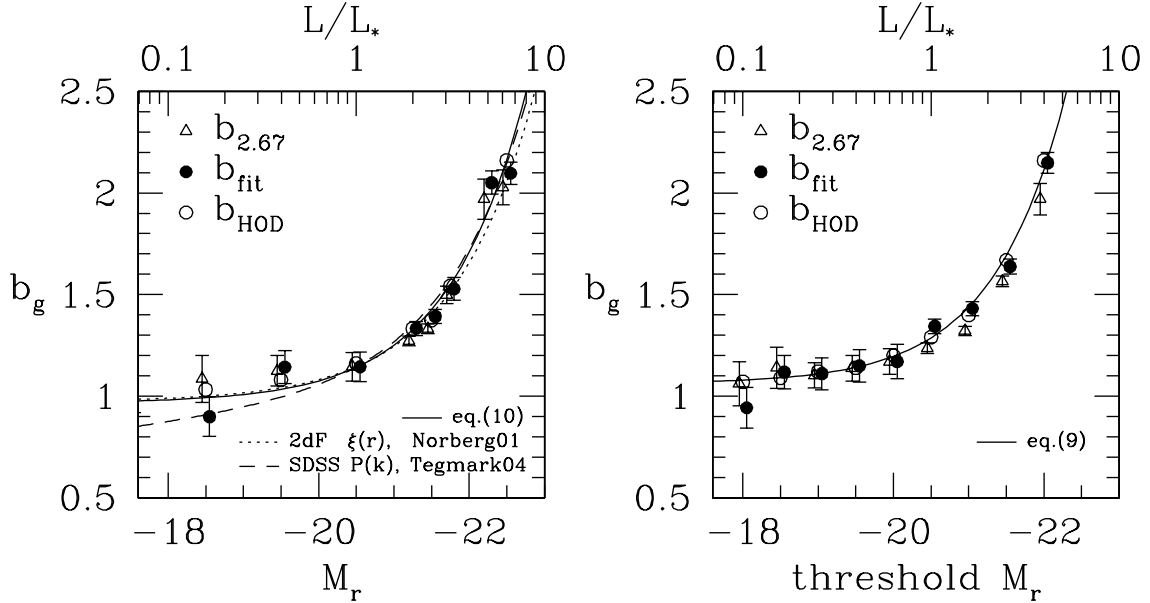 L/L*
0.1 1 10
2.5
2
1.5
1
0.5
b_g
b_2.67
b_fit
b_HOD
eq.(10)
2dF ξ(r), Norberg01
SDSS P(k), Tegmark04
−18 −20 −22
M_r
L/L*
0.1 1 10
2.5
2
1.5
1
0.5
b_g
b_2.67
b_fit
b_HOD
eq.(9)
−18 −20 −22
threshold M_r